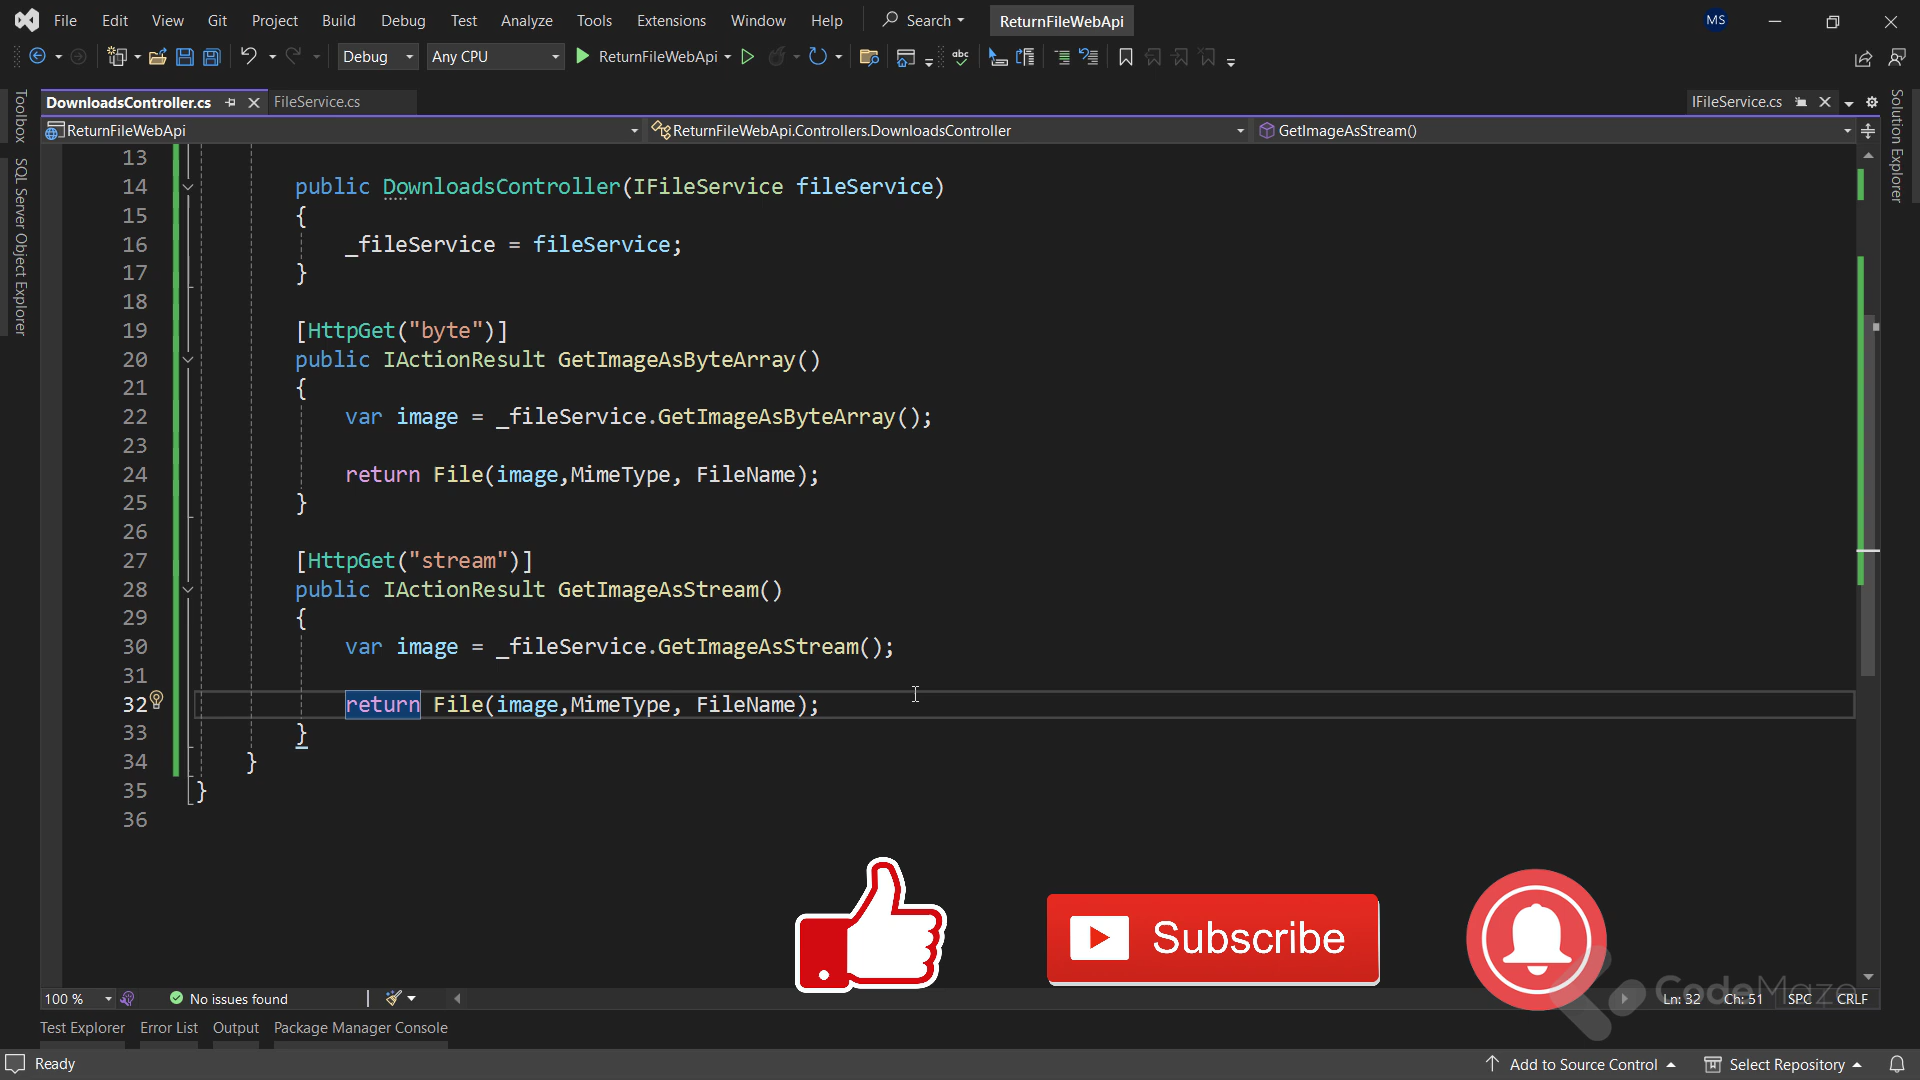 File Edit View Git Project Build Debug Test Analyze Tools Extensions Window Help Search ReturnFileWebApi MS
Debug Any CPU ReturnFileWebApi abc
Toolbox
SQL Server Object Explorer
DownloadsController.cs FileService.cs IFileService.cs
Solution Explorer
ReturnFileWebApi ReturnFileWebApi.Controllers.DownloadsController GetImageAsStream()
13
14 public DownloadsController(IFileService fileService)
15 {
16 _fileService = fileService;
17 }
18
19 [HttpGet("byte")]
20 public IActionResult GetImageAsByteArray()
21 {
22 var image = _fileService.GetImageAsByteArray();
23
24 return File(image,MimeType, FileName);
25 }
26
27 [HttpGet("stream")]
28 public IActionResult GetImageAsStream()
29 {
30 var image = _fileService.GetImageAsStream();
31
32 return File(image,MimeType, FileName);
33 }
34 }
35 }
36
Subscribe
CodeMaze
100 % No issues found Ln: 32 Ch: 51 SPC CRLF
Test Explorer Error List Output Package Manager Console
Ready Add to Source Control Select Repository